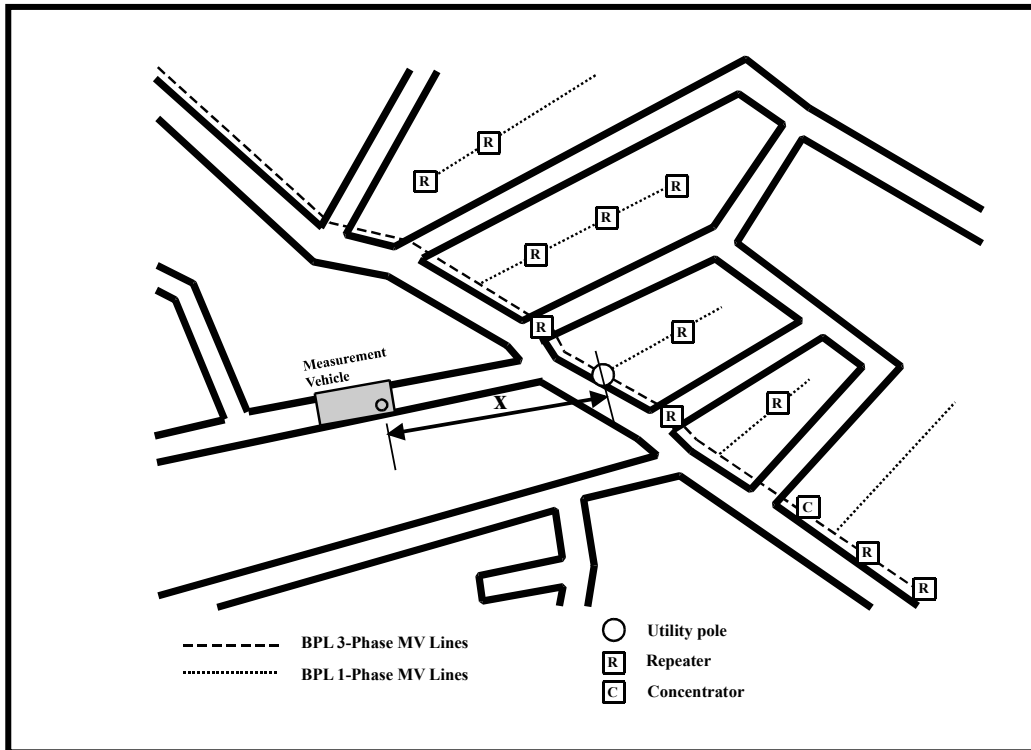 R
R
R
R
R
R
R
Measurement
Vehicle
X
R
R
C
R
R
BPL 3-Phase MV Lines
BPL 1-Phase MV Lines
Utility pole
R
Repeater
C
Concentrator